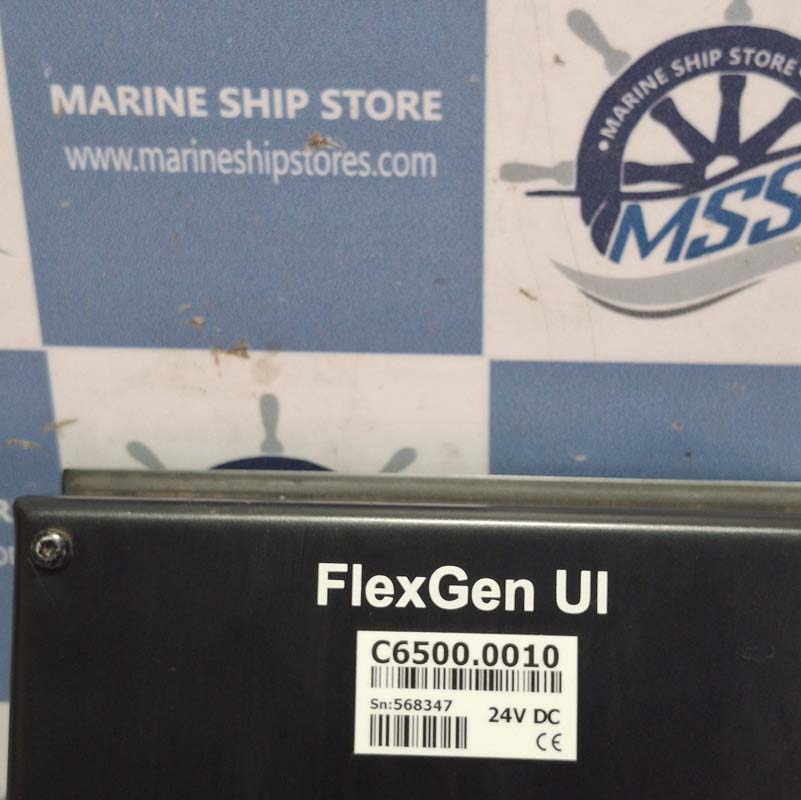 MARINE SHIP STORE
www.marineshipstores.com
• MARINE SHIP STORE •
MSS
FlexGen UI
C6500.0010
Sn:568347
24V DC
CE